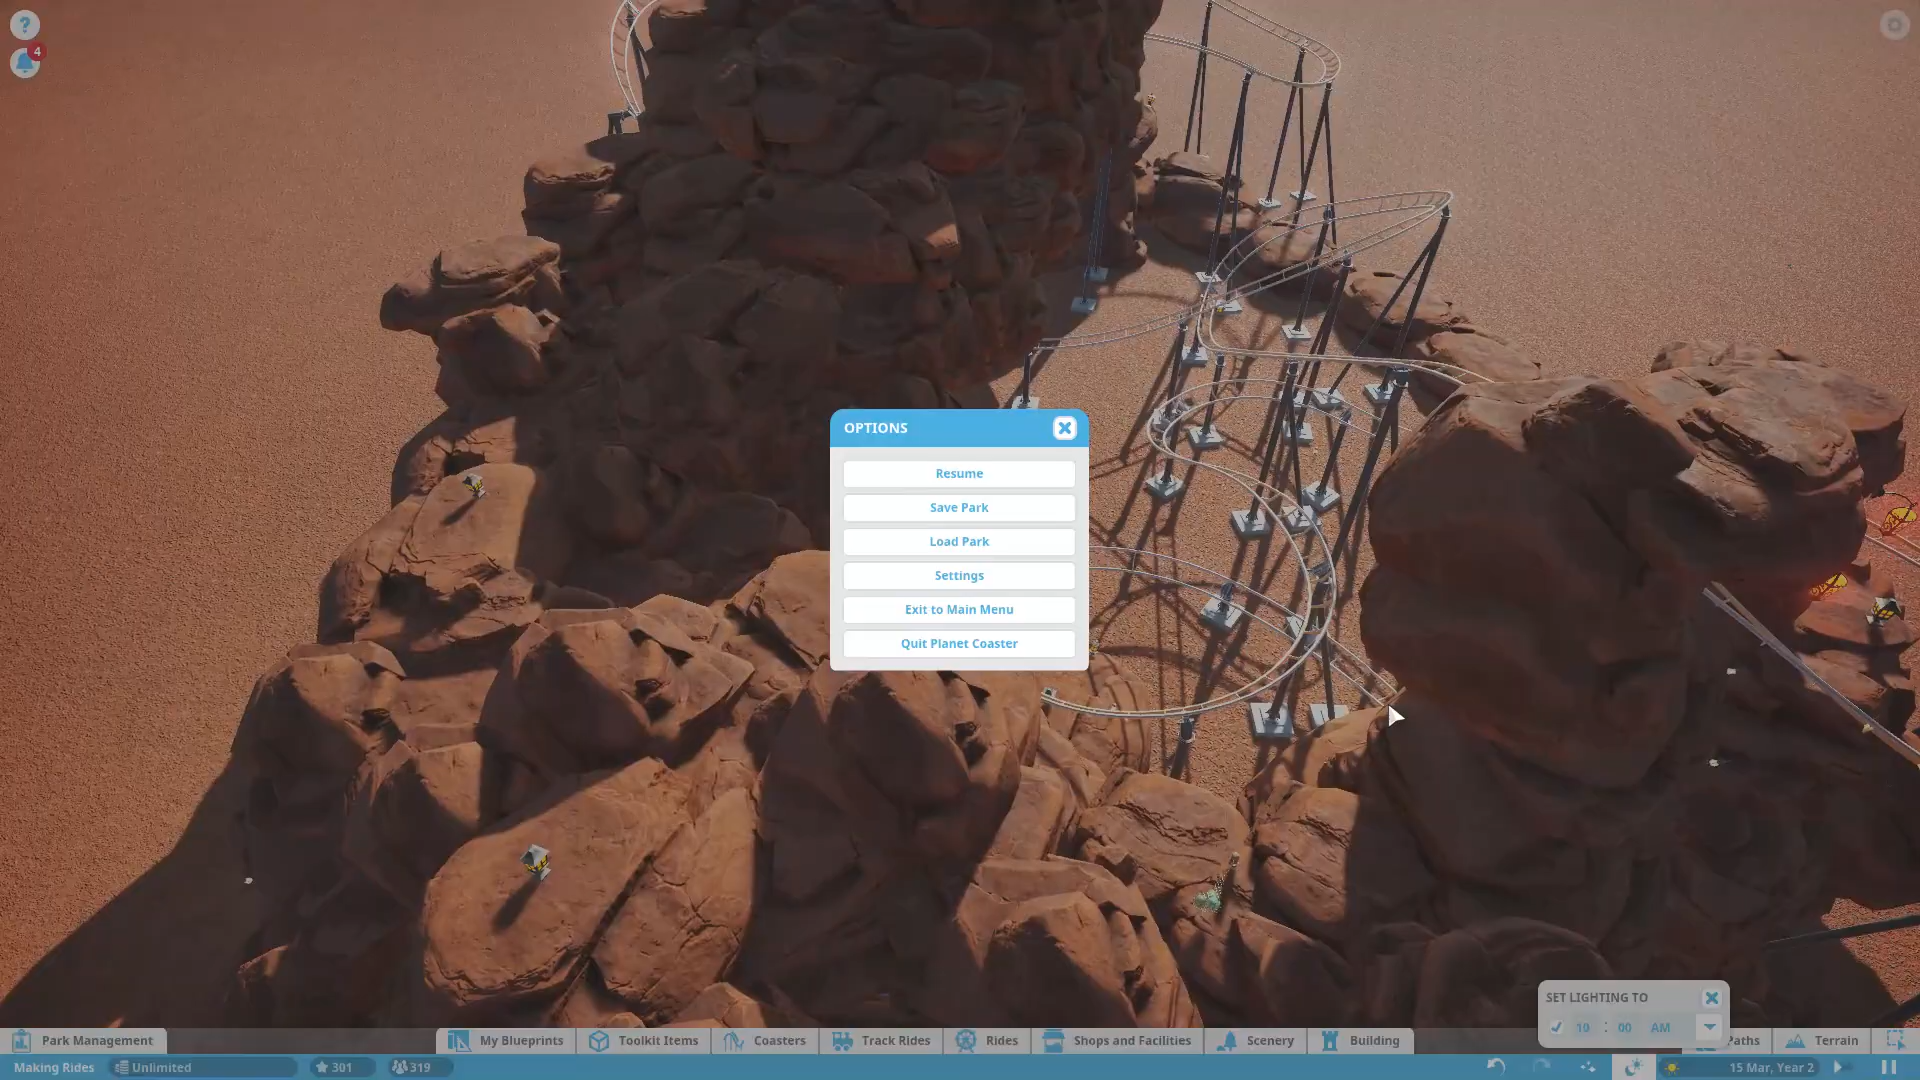 ?
4
OPTIONS
Resume
Save Park
Load Park
Settings
Exit to Main Menu
Quit Planet Coaster
SET LIGHTING TO
10 : 00 AM
Park Management
My Blueprints
Toolkit Items
Coasters
Track Rides
Rides
Shops and Facilities
Scenery
Building
Paths
Terrain
Making Rides
Unlimited
301
319
15 Mar, Year 2